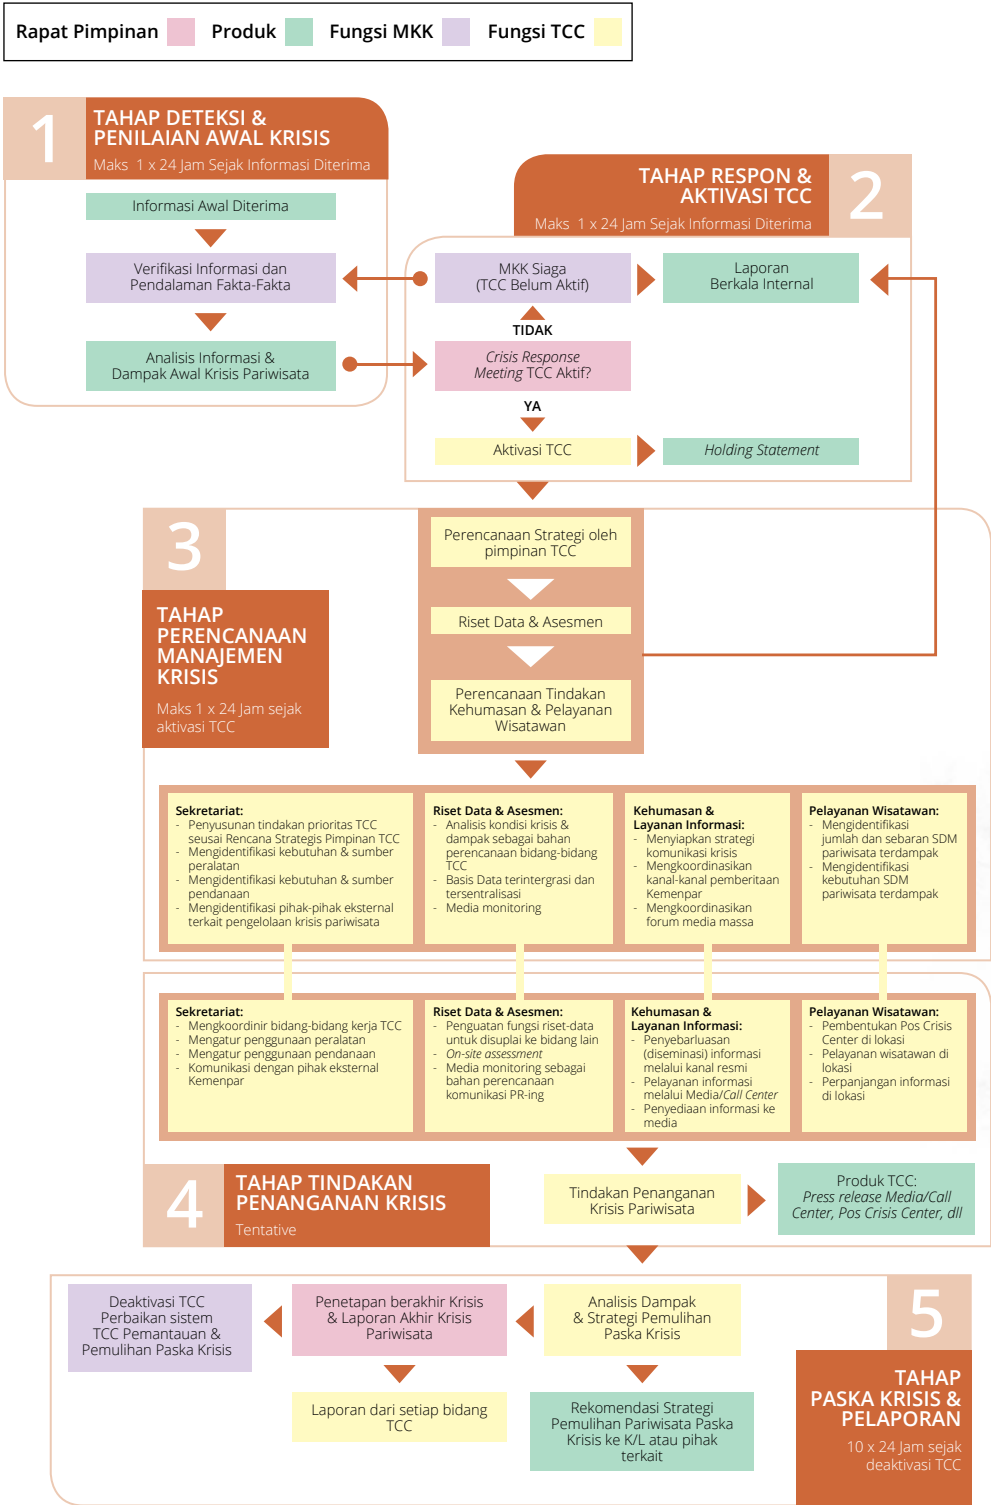 Rapat Pimpinan Produk Fungsi MKK Fungsi TCC
1
TAHAP DETEKSI &
PENILAIAN AWAL KRISIS
Maks 1 x 24 Jam Sejak Informasi Diterima
Informasi Awal Diterima
Verifikasi Informasi dan
Pendalaman Fakta-Fakta
Analisis Informasi &
Dampak Awal Krisis Pariwisata
TAHAP RESPON &
AKTIVASI TCC
Maks 1 x 24 Jam Sejak Informasi Diterima
2
MKK Siaga
(TCC Belum Aktif)
Laporan
Berkala Internal
TIDAK
Crisis Response
Meeting TCC Aktif?
YA
Aktivasi TCC
Holding Statement
3
TAHAP
PERENCANAAN
MANAJEMEN
KRISIS
Maks 1 x 24 Jam sejak
aktivasi TCC
Perencanaan Strategi oleh
pimpinan TCC
Riset Data & Asesmen
Perencanaan Tindakan
Kehumasan & Pelayanan
Wisatawan
Sekretariat:
- Penyusunan tindakan prioritas TCC
seusai Rencana Strategis Pimpinan TCC
- Mengidentifikasi kebutuhan & sumber
peralatan
- Mengidentifikasi kebutuhan & sumber
pendanaan
- Mengidentifikasi pihak-pihak eksternal
terkait pengelolaan krisis pariwisata
Riset Data & Asesmen:
- Analisis kondisi krisis &
dampak sebagai bahan
perencanaan bidang-bidang
TCC
- Basis Data terintergrasi dan
tersentralisasi
- Media monitoring
Kehumasan &
Layanan Informasi:
- Menyiapkan strategi
komunikasi krisis
- Mengkoordinasikan
kanal-kanal pemberitaan
Kemenpar
- Mengkoordinasikan
forum media massa
Pelayanan Wisatawan:
- Mengidentifikasi
jumlah dan sebaran SDM
pariwisata terdampak
- Mengidentifikasi
kebutuhan SDM
pariwisata terdampak
Sekretariat:
- Mengkoordinir bidang-bidang kerja TCC
- Mengatur penggunaan peralatan
- Mengatur penggunaan pendanaan
- Komunikasi dengan pihak eksternal
Kemenpar
Riset Data & Asesmen:
- Penguatan fungsi riset-data
untuk disuplai ke bidang lain
- On-site assessment
- Media monitoring sebagai
bahan perencanaan
komunikasi PR-ing
Kehumasan &
Layanan Informasi:
- Penyebarluasan
(diseminasi) informasi
melalui kanal resmi
- Pelayanan informasi
melalui Media/Call Center
- Penyediaan informasi ke
media
Pelayanan Wisatawan:
- Pembentukan Pos Crisis
Center di lokasi
- Pelayanan wisatawan di
lokasi
- Perpanjangan informasi
di lokasi
4
TAHAP TINDAKAN
PENANGANAN KRISIS
Tentative
Tindakan Penanganan
Krisis Pariwisata
Produk TCC:
Press release Media/Call
Center, Pos Crisis Center, dll
Deaktivasi TCC
Perbaikan sistem
TCC Pemantauan &
Pemulihan Paska Krisis
Penetapan berakhir Krisis
& Laporan Akhir Krisis
Pariwisata
Analisis Dampak
& Strategi Pemulihan
Paska Krisis
Laporan dari setiap bidang
TCC
Rekomendasi Strategi
Pemulihan Pariwisata Paska
Krisis ke K/L atau pihak
terkait
5
TAHAP
PASKA KRISIS &
PELAPORAN
10 x 24 Jam sejak
deaktivasi TCC